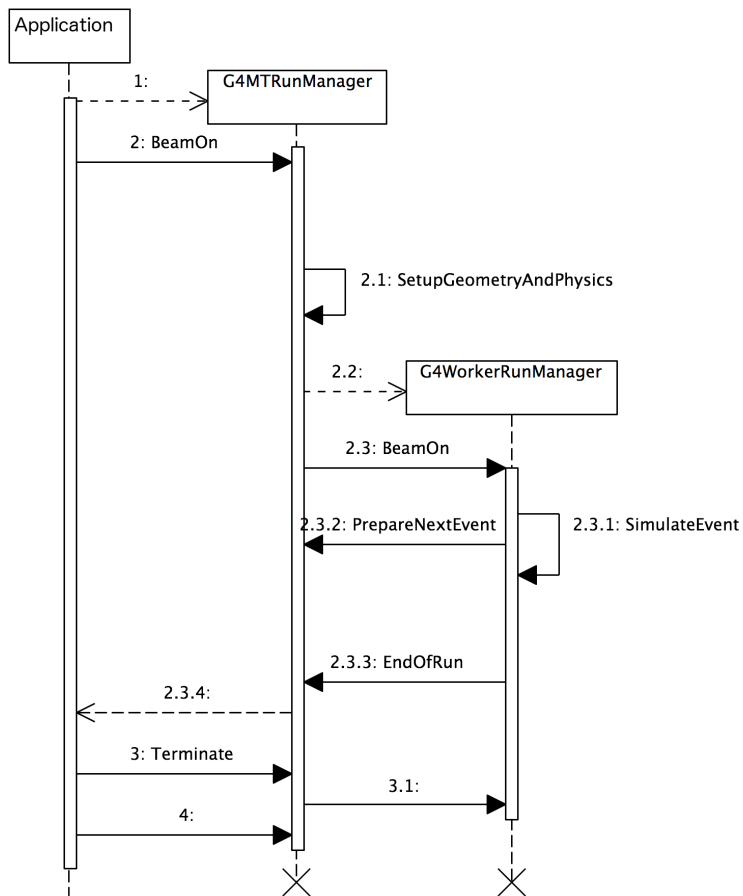 Application
1:
G4MTRunManager
2: BeamOn
2.1: SetupGeometryAndPhysics
2.2:
G4WorkerRunManager
2.3: BeamOn
2.3.2: PrepareNextEvent
2.3.1: SimulateEvent
2.3.3: EndOfRun
2.3.4:
3: Terminate
3.1:
4: